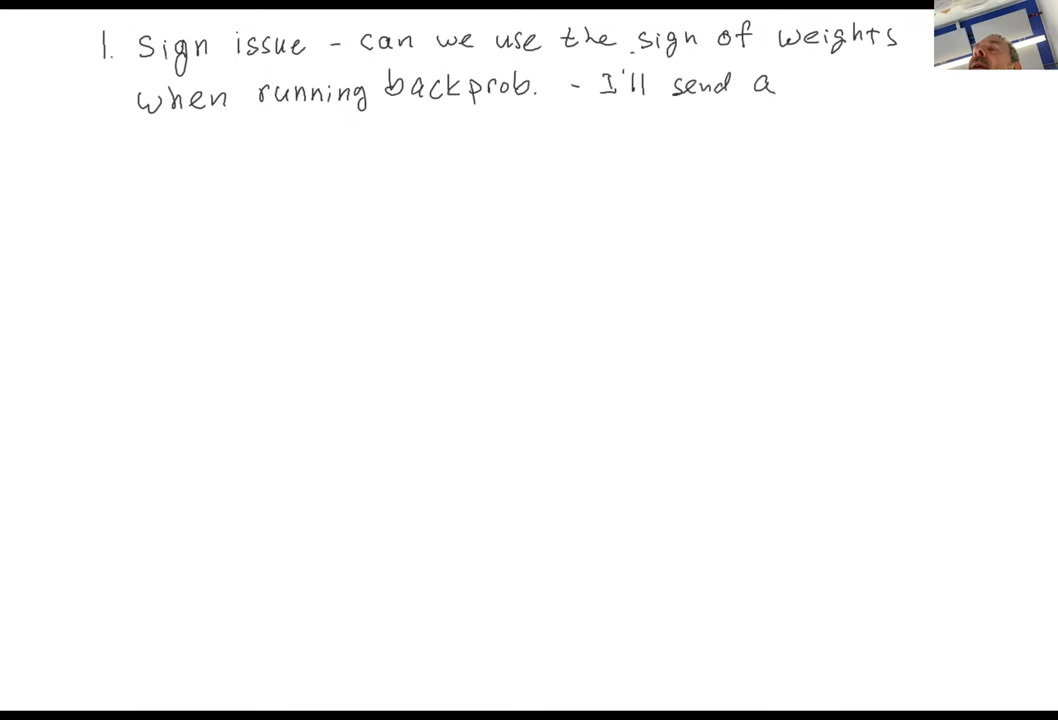 1. Sign issue - can we use the sign of weights
when running backprob. - I'll send a